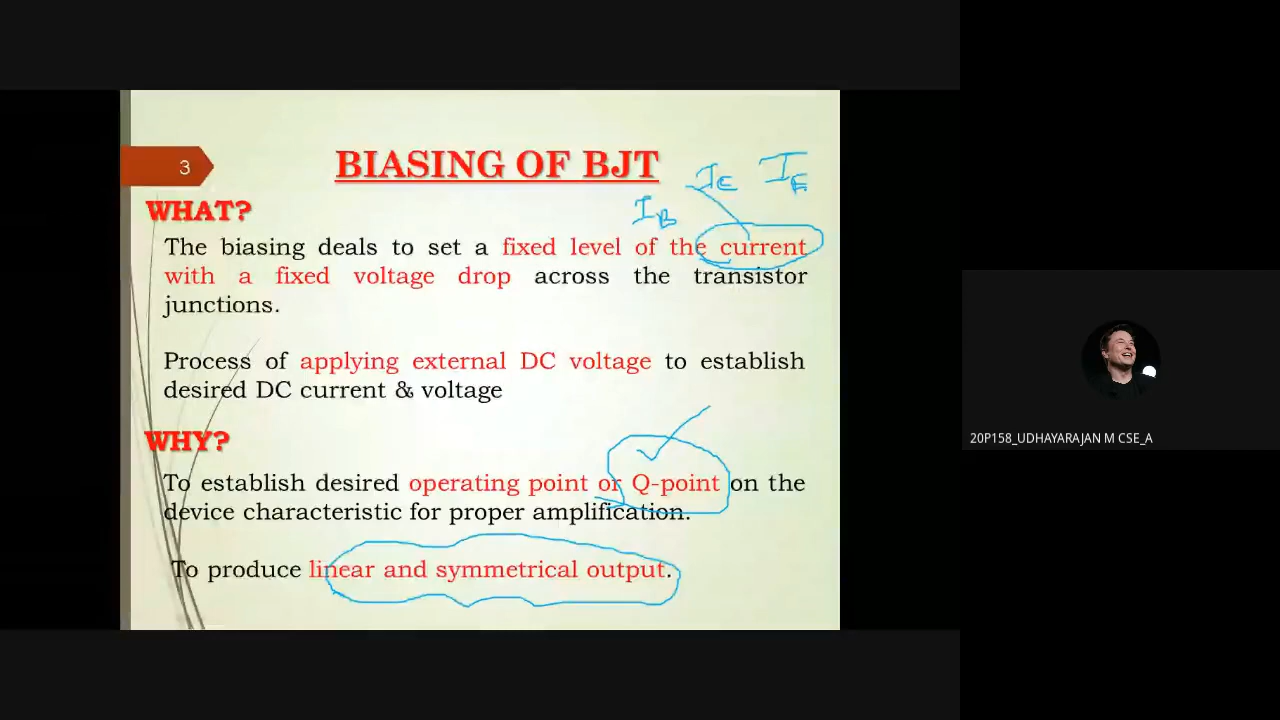 3
BIASING OF BJT
I_C I_E
WHAT?
I_B
The biasing deals to set a fixed level of the current
with a fixed voltage drop across the transistor
junctions.
Process of applying external DC voltage to establish
desired DC current & voltage
WHY?
To establish desired operating point or Q-point on the
device characteristic for proper amplification.
To produce linear and symmetrical output.
20P158_UDHAYARAJAN M CSE_A